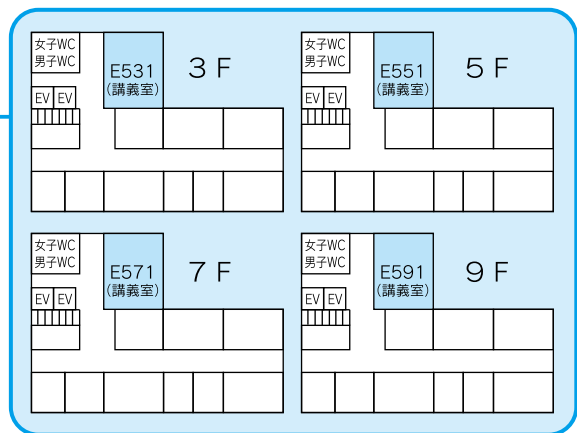 女子WC
男子WC
EV EV
E531
(講義室)
3F
女子WC
男子WC
EV EV
E551
(講義室)
5F
女子WC
男子WC
EV EV
E571
(講義室)
7F
女子WC
男子WC
EV EV
E591
(講義室)
9F